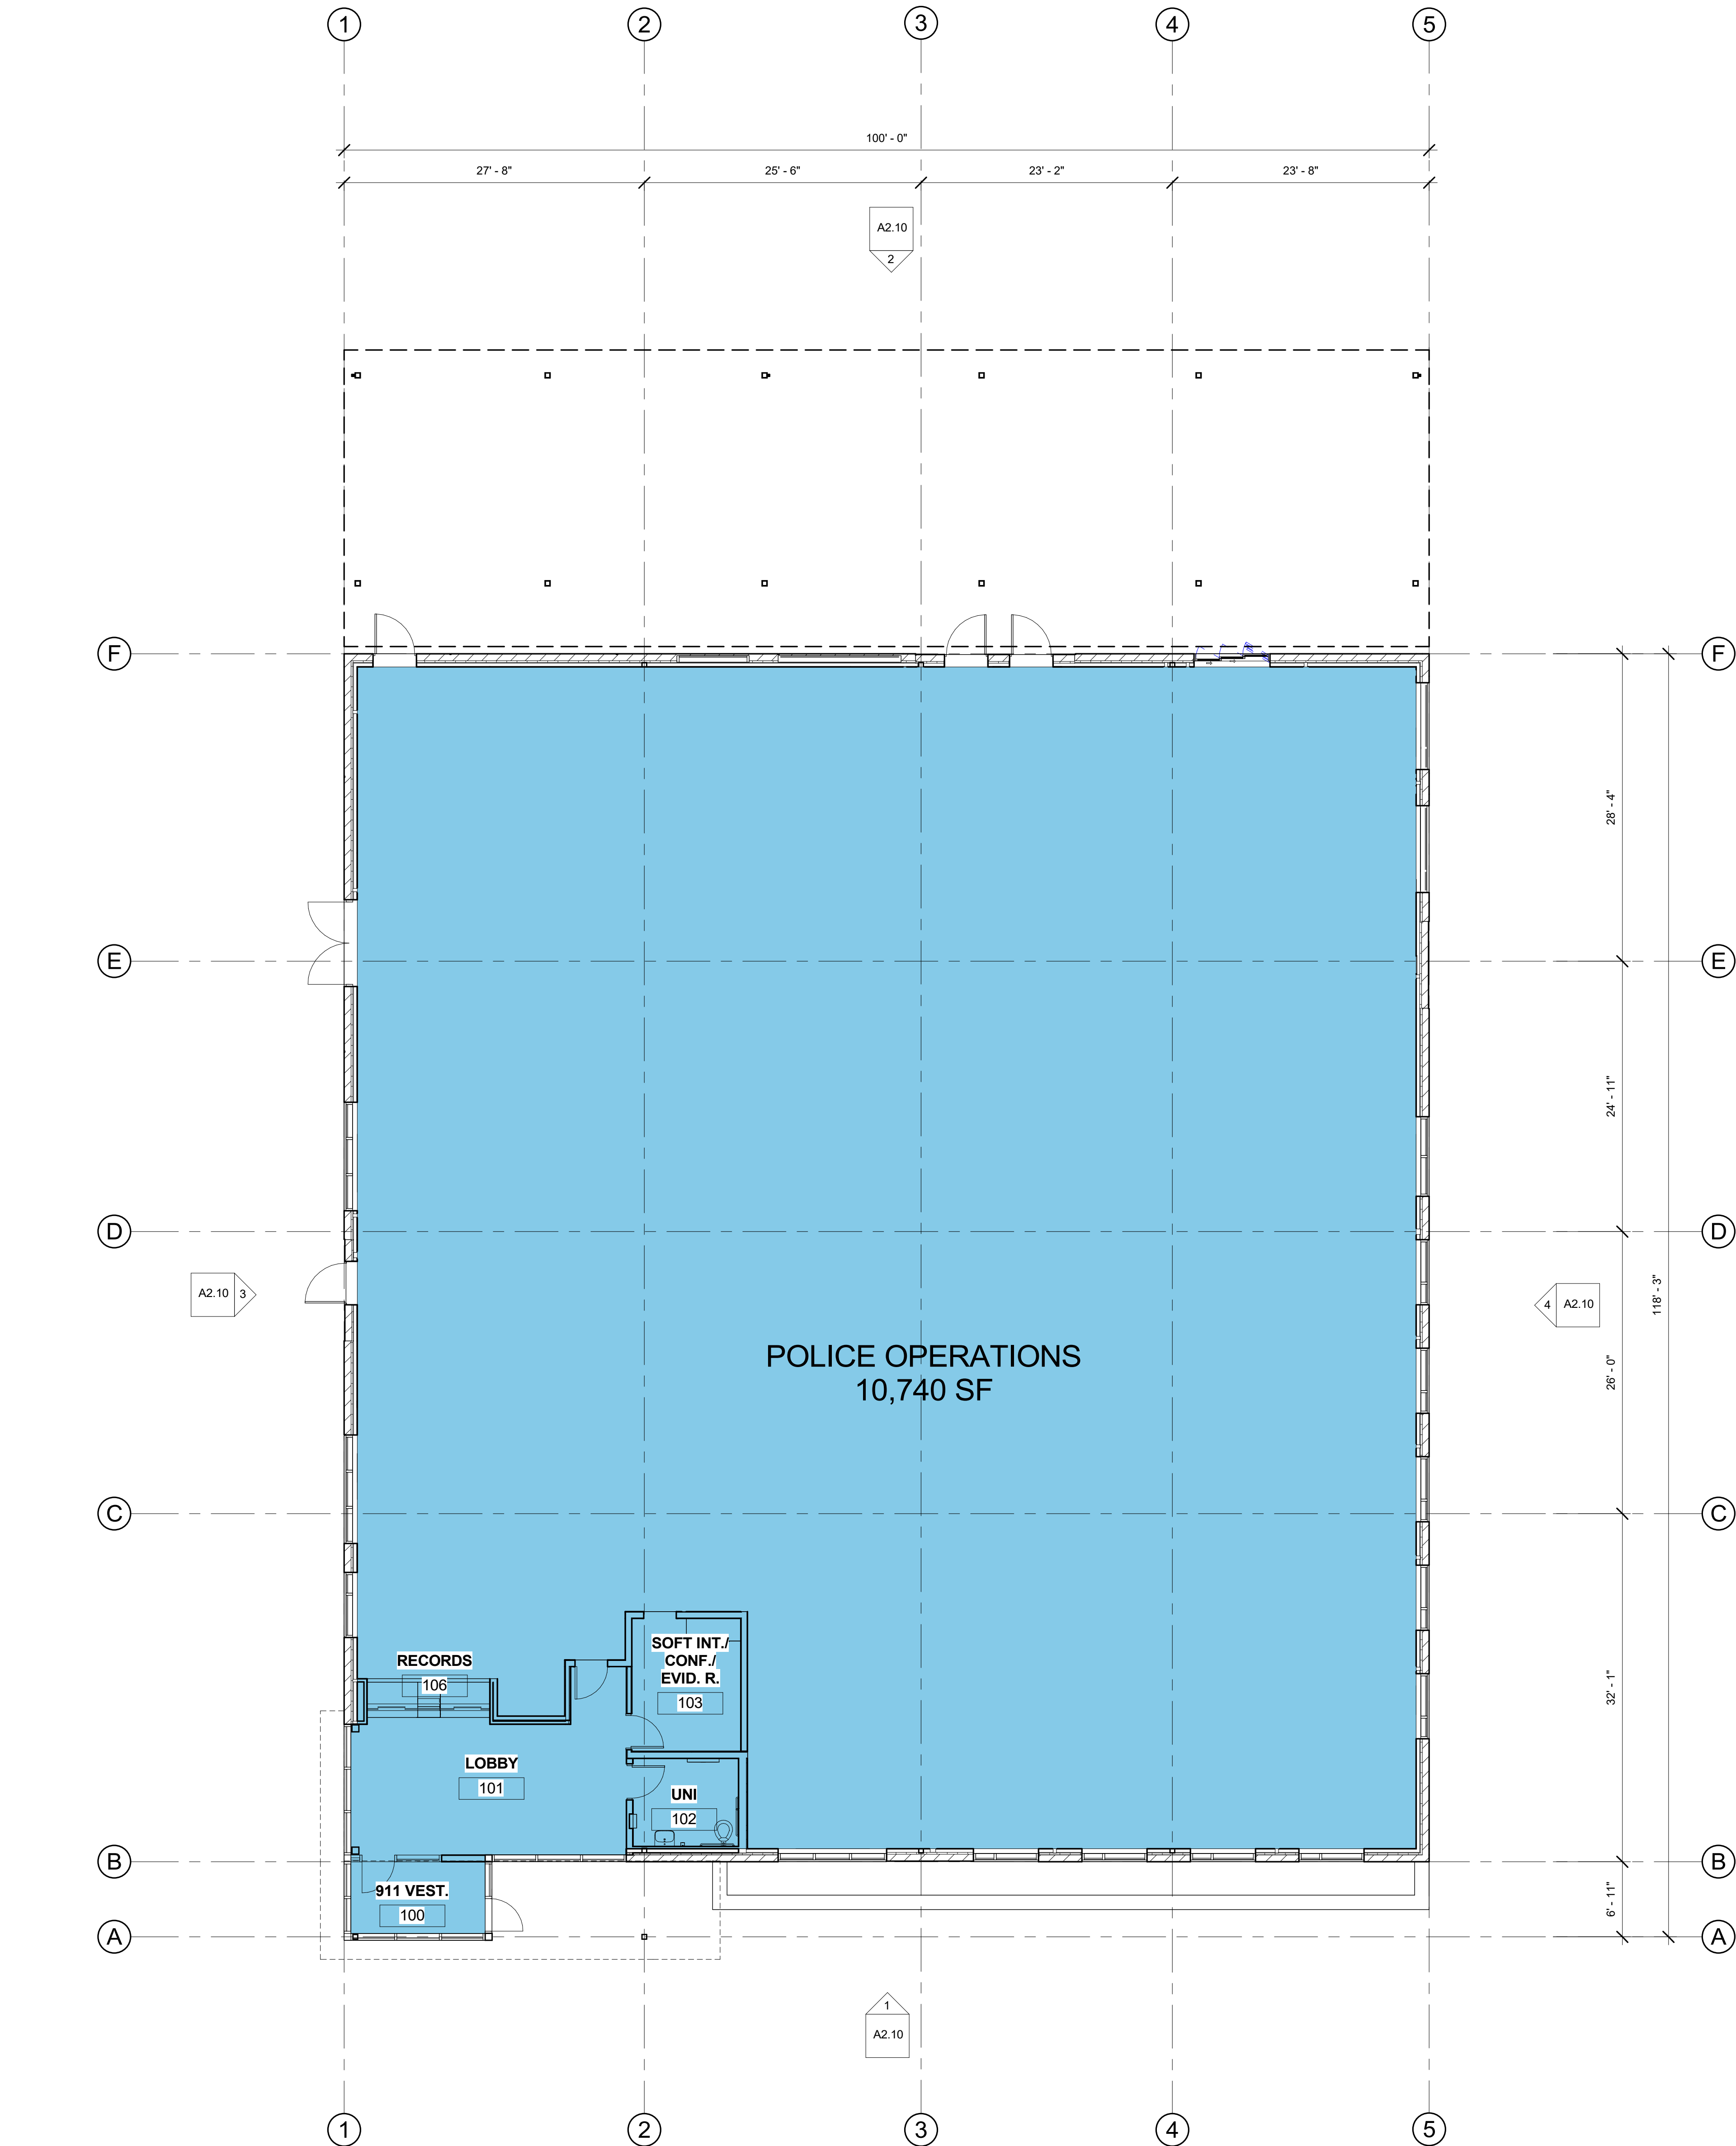 1 2 3 4 5
100' - 0"
27' - 8" 25' - 6" 23' - 2" 23' - 8"
A2.10
2
F F
28' - 4"
E E
24' - 11"
D D
A2.10 3
4 A2.10
118' - 3"
POLICE OPERATIONS
10,740 SF
26' - 0"
C C
SOFT INT./
CONF./
EVID. R.
103
RECORDS
106
32' - 1"
LOBBY
101
UNI
102
B B
911 VEST.
100
6' - 11"
A A
1
A2.10
1 2 3 4 5